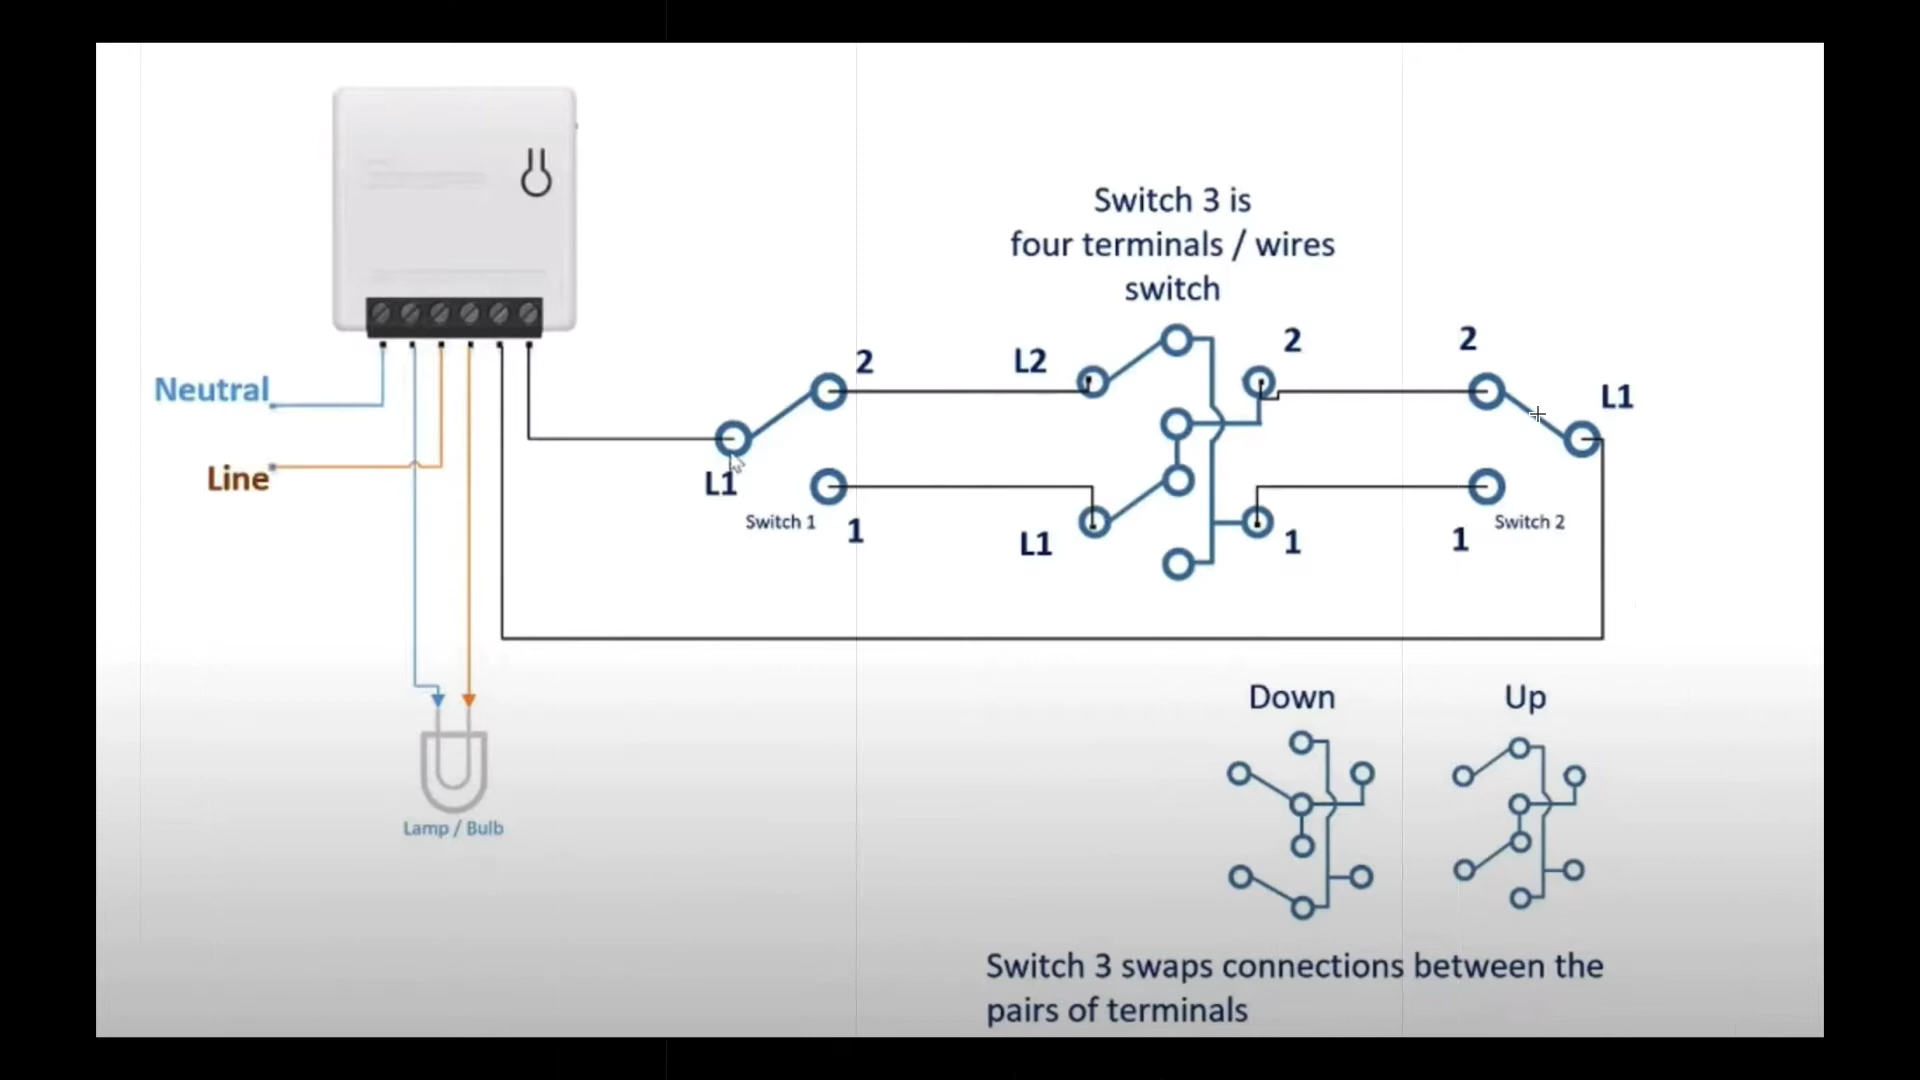 Neutral
Line
Switch 3 is
four terminals / wires
switch
2
L1
Switch 1
1
L2
L1
2
1
2
L1
1
Switch 2
Lamp / Bulb
Down
Up
Switch 3 swaps connections between the
pairs of terminals